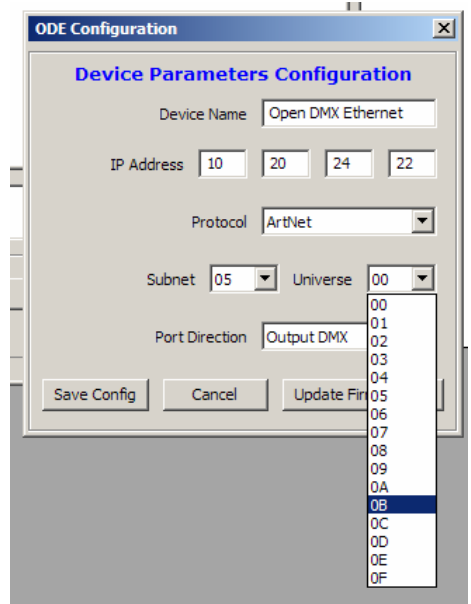 ODE Configuration
Device Parameters Configuration
Device Name Open DMX Ethernet
IP Address 10 20 24 22
Protocol ArtNet
Subnet 05 Universe 00
00
01
02
03
Port Direction Output DMX
04
05
Save Config Cancel Update Fir
06
07
08
09
0A
0B
0C
0D
0E
0F